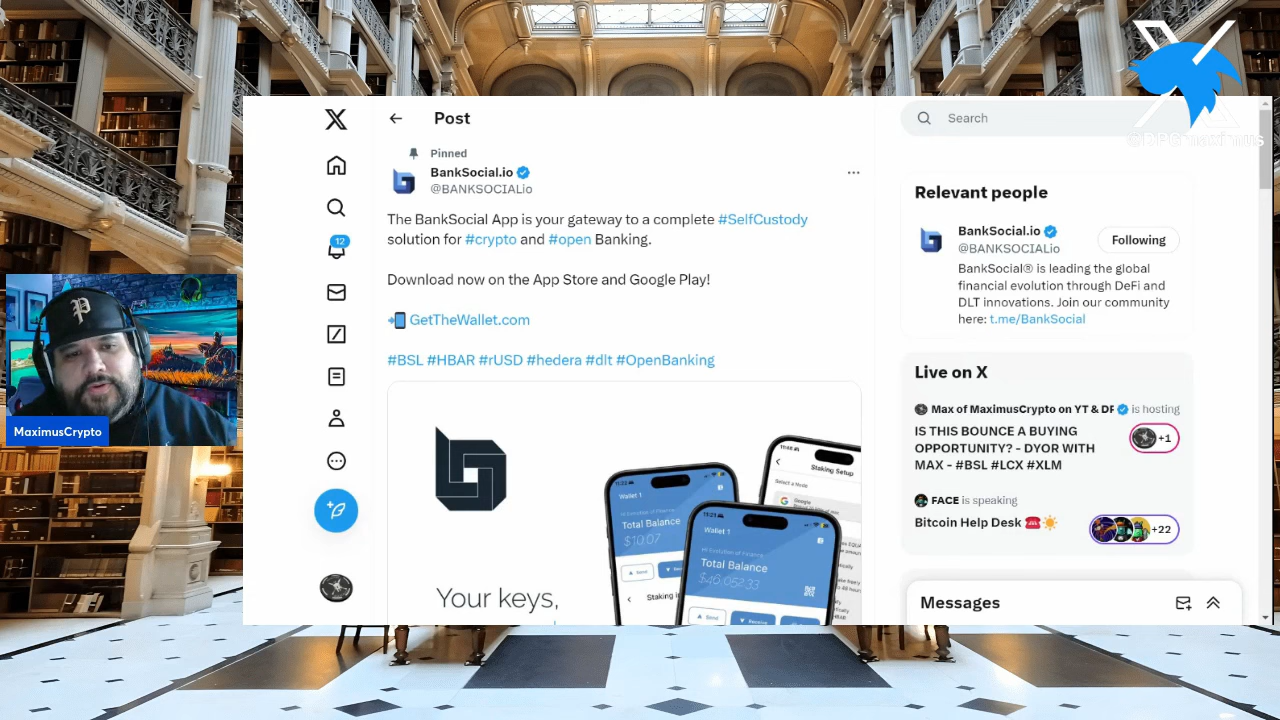 Post
Search
Pinned
BankSocial.io
@BANKSOCIALio
The BankSocial App is your gateway to a complete #SelfCustody
solution for #crypto and #open Banking.
Download now on the App Store and Google Play!
GetTheWallet.com
#BSL #HBAR #rUSD #hedera #dlt #OpenBanking
Your keys,
Wallet 1
Total Balance
$10.07
Send
Staking Setup
Wallet 1
Total Balance
$46,052.33
12
MaximusCrypto
P
Relevant people
BankSocial.io
@BANKSOCIALio
Following
BankSocial® is leading the global
financial evolution through DeFi and
DLT innovations. Join our community
here: t.me/BankSocial
Live on X
Max of MaximusCrypto on YT & DF is hosting
IS THIS BOUNCE A BUYING
OPPORTUNITY? - DYOR WITH
MAX - #BSL #LCX #XLM
+1
FACE is speaking
Bitcoin Help Desk
+22
Messages